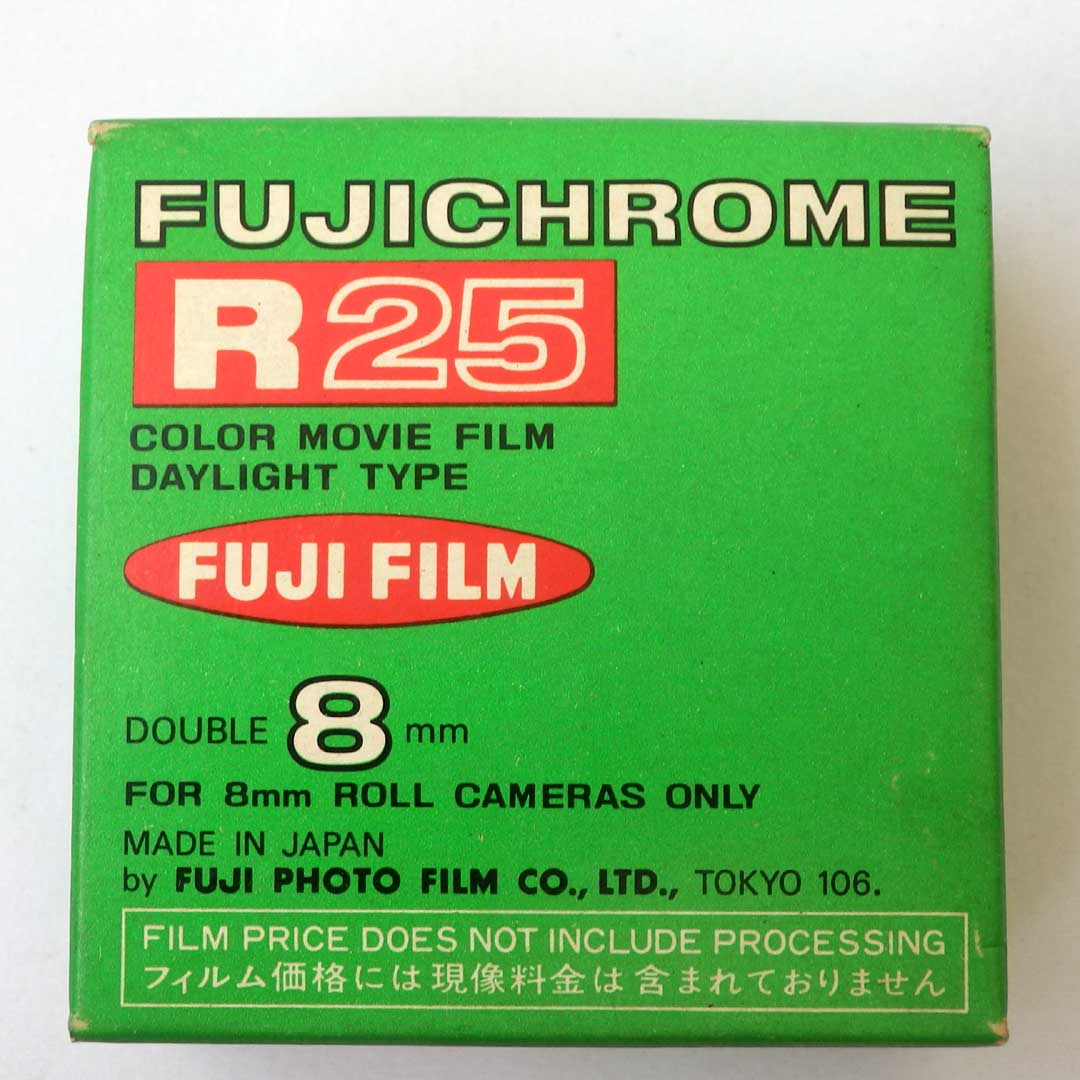 FUJICHROME
R25
COLOR MOVIE FILM
DAYLIGHT TYPE
FUJI FILM
DOUBLE 8 mm
FOR 8mm ROLL CAMERAS ONLY
MADE IN JAPAN
by FUJI PHOTO FILM CO., LTD., TOKYO 106.
FILM PRICE DOES NOT INCLUDE PROCESSING
フィルム価格には現像料金は含まれておりません